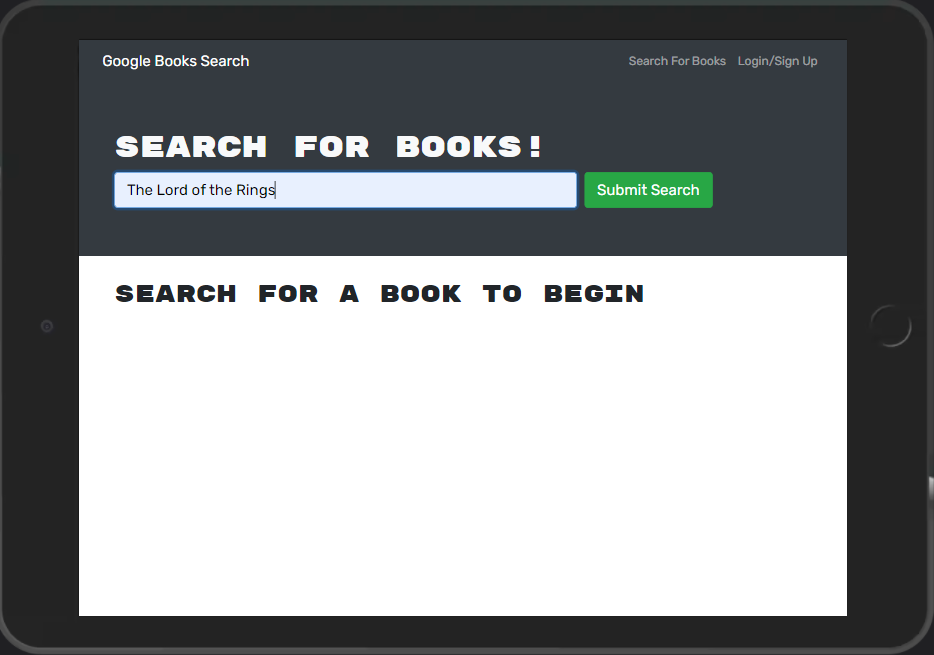 Google Books Search
Search For Books
Login/Sign Up
SEARCH FOR BOOKS!
The Lord of the Rings
Submit Search
SEARCH FOR A BOOK TO BEGIN